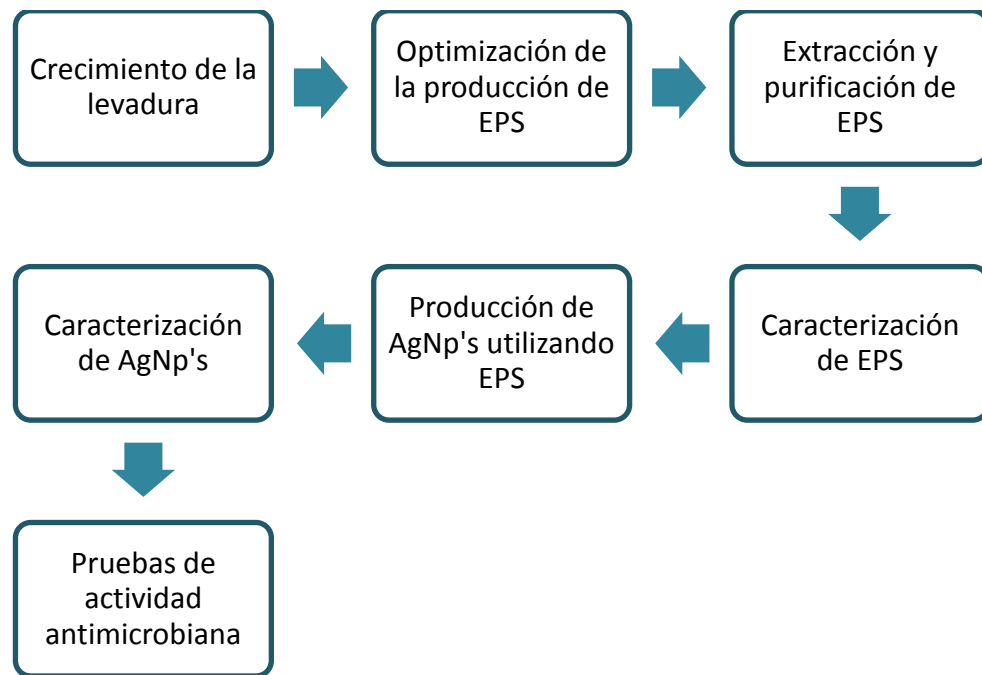 Crecimiento de la
levadura
Optimización de
la producción de
EPS
Extracción y
purificación de
EPS
Caracterización
de EPS
Producción de
AgNp's utilizando
EPS
Caracterización
de AgNp's
Pruebas de
actividad
antimicrobiana